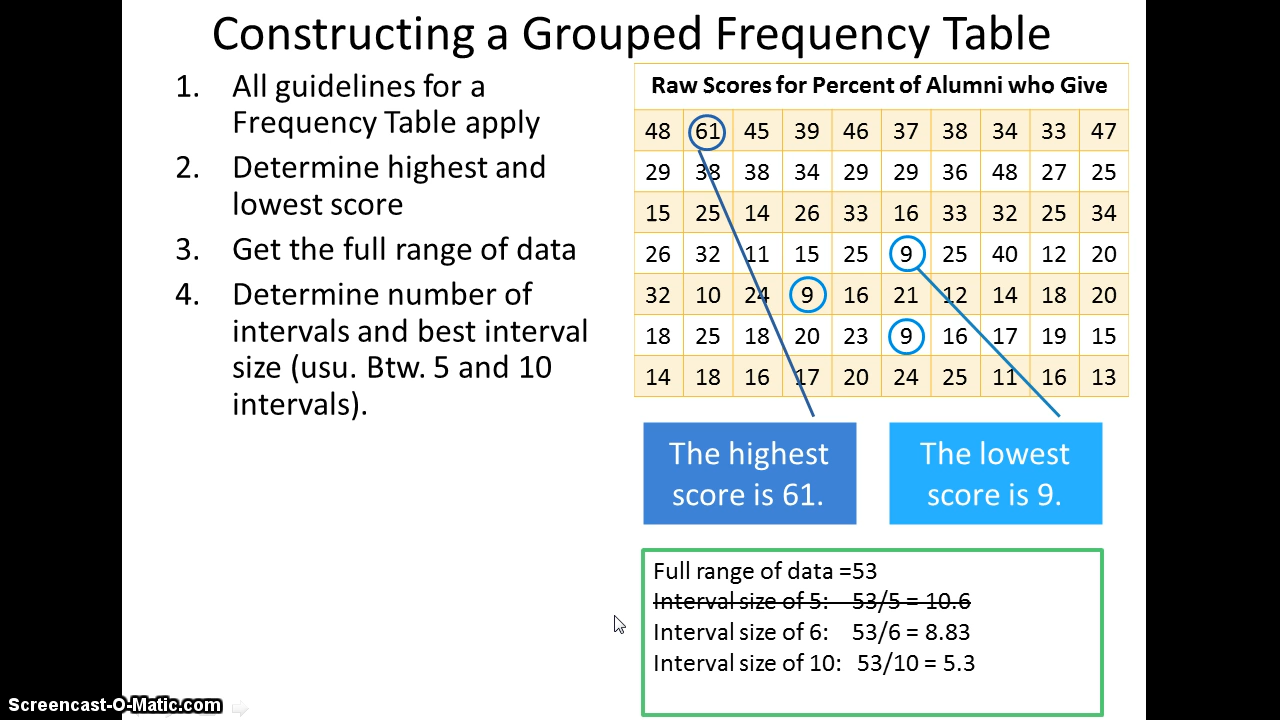 Constructing a Grouped Frequency Table
1. All guidelines for a
Frequency Table apply
2. Determine highest and
lowest score
3. Get the full range of data
4. Determine number of
intervals and best interval
size (usu. Btw. 5 and 10
intervals).
Raw Scores for Percent of Alumni who Give
48 61 45 39 46 37 38 34 33 47
29 38 38 34 29 29 36 48 27 25
15 25 14 26 33 16 33 32 25 34
26 32 11 15 25 9 25 40 12 20
32 10 24 9 16 21 12 14 18 20
18 25 18 20 23 9 16 17 19 15
14 18 16 17 20 24 25 11 16 13
The highest
score is 61.
The lowest
score is 9.
Full range of data =53
Interval size of 5: 53/5 = 10.6
Interval size of 6: 53/6 = 8.83
Interval size of 10: 53/10 = 5.3
Screencast-O-Matic.com